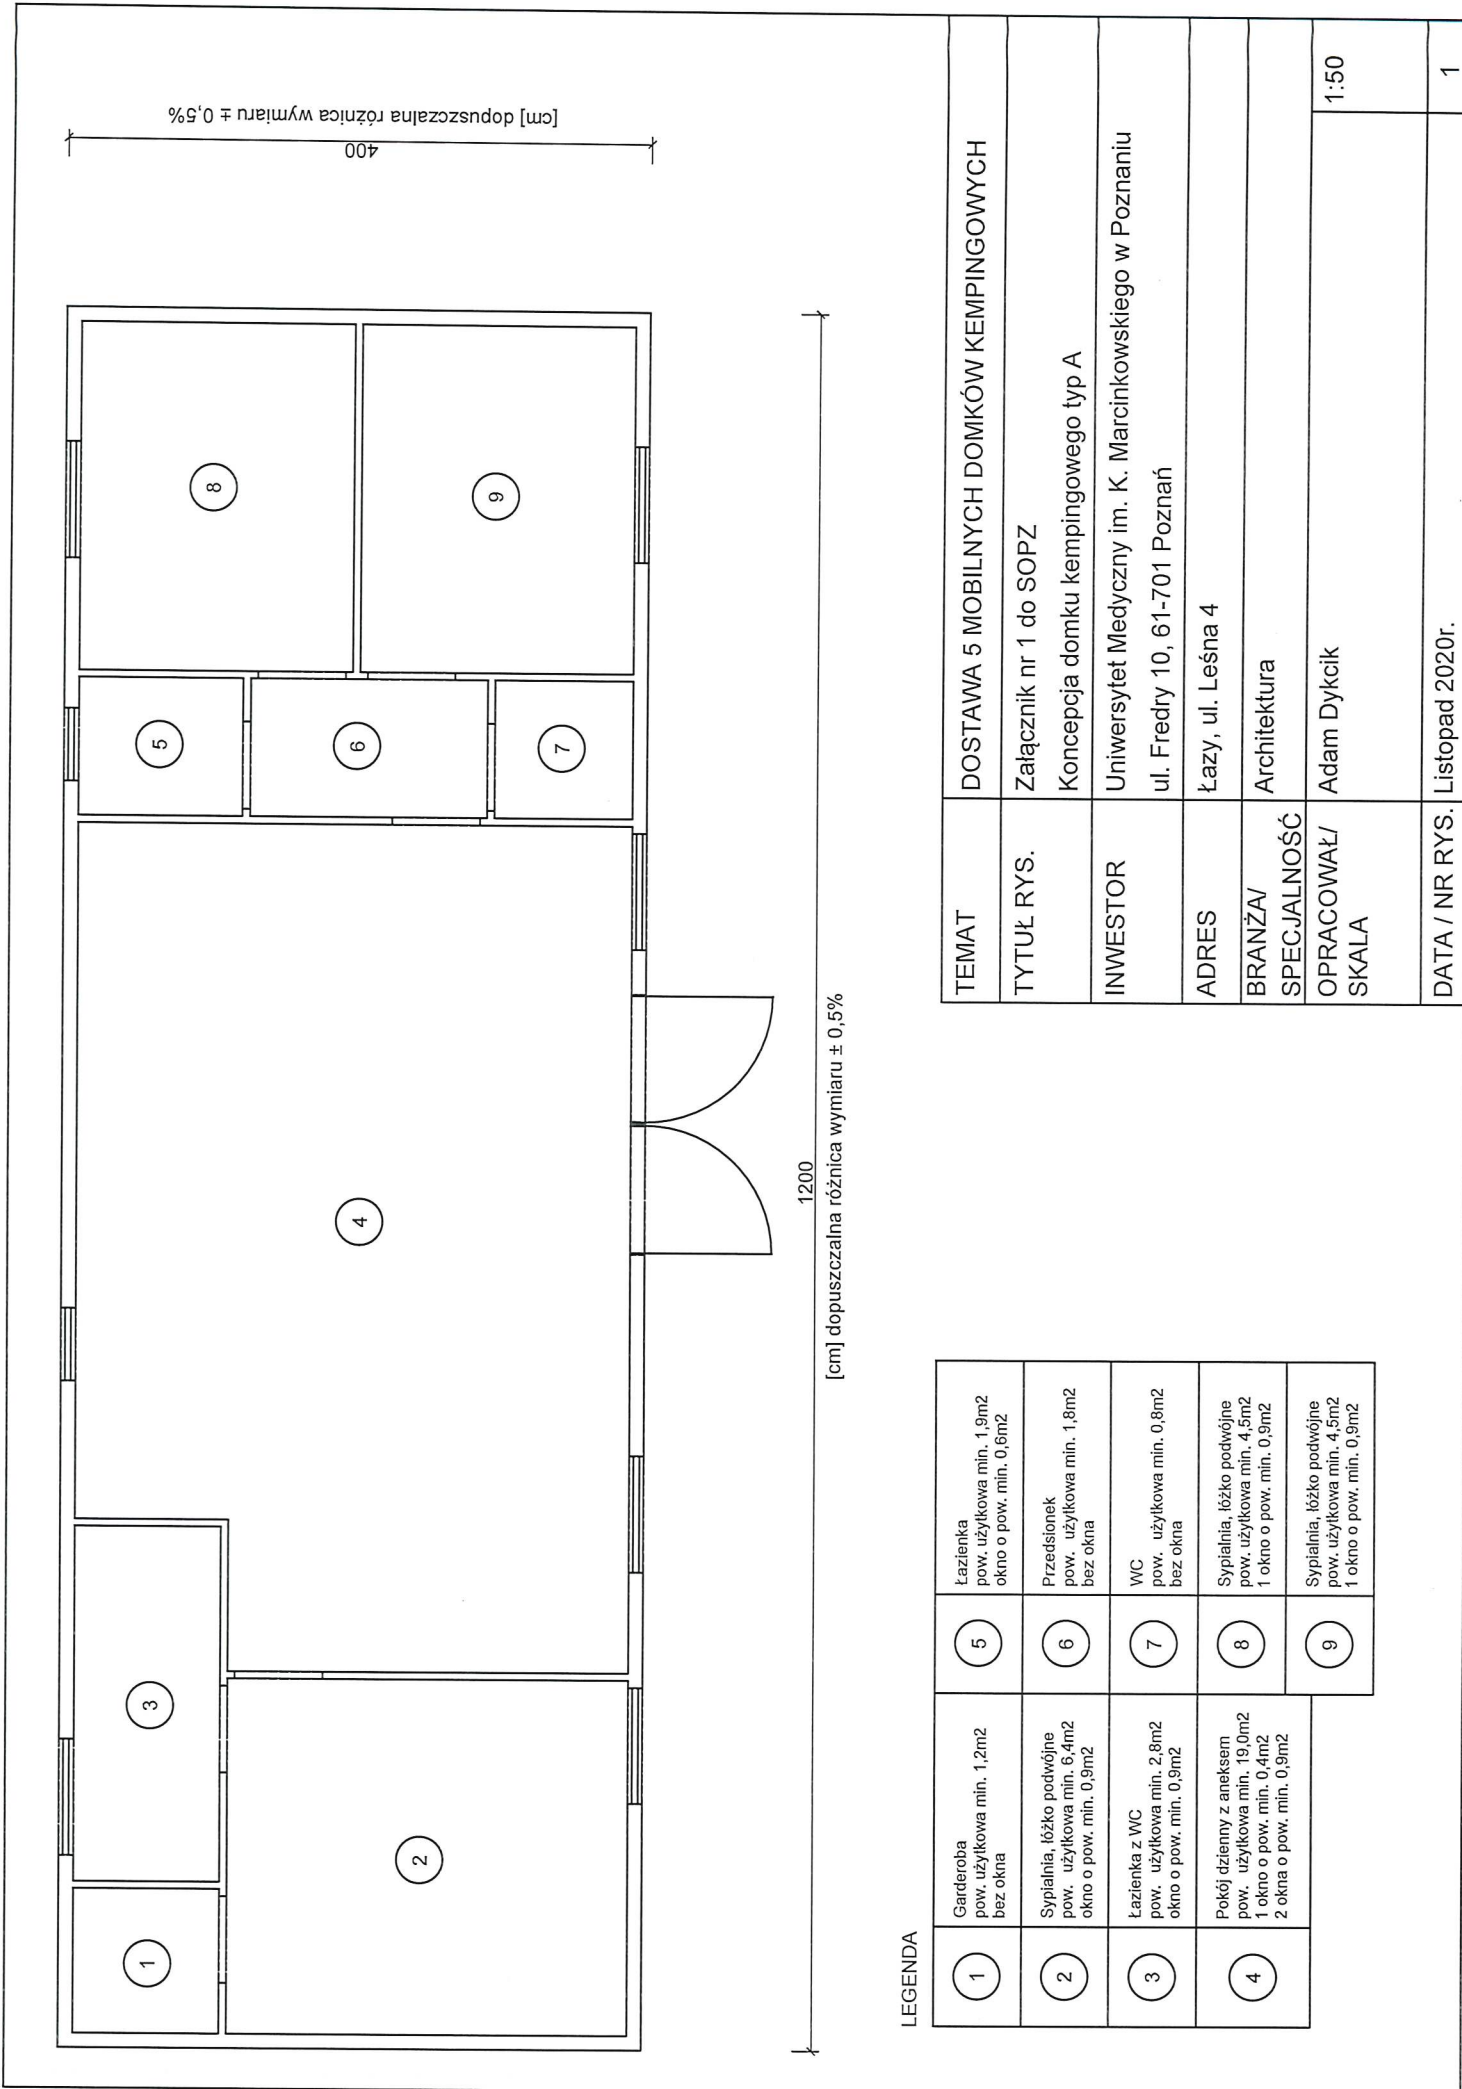 [cm] dopuszczalna różnica wymiaru ± 0,5%
400
1
2
3
4
5
6
7
8
9
1200
[cm] dopuszczalna różnica wymiaru ± 0,5%
LEGENDA
1
Garderoba
pow. użytkowa min. 1,2m2
bez okna
2
Sypialnia, łóżko podwójne
pow. użytkowa min. 6,4m2
okno o pow. min. 0,9m2
3
Łazienka z WC
pow. użytkowa min. 2,8m2
okno o pow. min. 0,9m2
4
Pokój dzienny z aneksem
pow. użytkowa min. 19,0m2
1 okno o pow. min. 0,4m2
2 okna o pow. min. 0,9m2
5
Łazienka
pow. użytkowa min. 1,9m2
okno o pow. min. 0,6m2
6
Przedsionek
pow. użytkowa min. 1,8m2
bez okna
7
WC
pow. użytkowa min. 0,8m2
bez okna
8
Sypialnia, łóżko podwójne
pow. użytkowa min. 4,5m2
1 okno o pow. min. 0,9m2
9
Sypialnia, łóżko podwójne
pow. użytkowa min. 4,5m2
1 okno o pow. min. 0,9m2
TEMAT
DOSTAWA 5 MOBILNYCH DOMKÓW KEMPINGOWYCH
TYTUŁ RYS.
Załącznik nr 1 do SOPZ
Koncepcja domku kempingowego typ A
INWESTOR
Uniwersytet Medyczny im. K. Marcinkowskiego w Poznaniu
ul. Fredry 10, 61-701 Poznań
ADRES
Łazy, ul. Leśna 4
BRANŻA/
SPECJALNOŚĆ
Architektura
OPRACOWAŁ/
SKALA
Adam Dykcik
1:50
DATA / NR RYS.
Listopad 2020r.
1